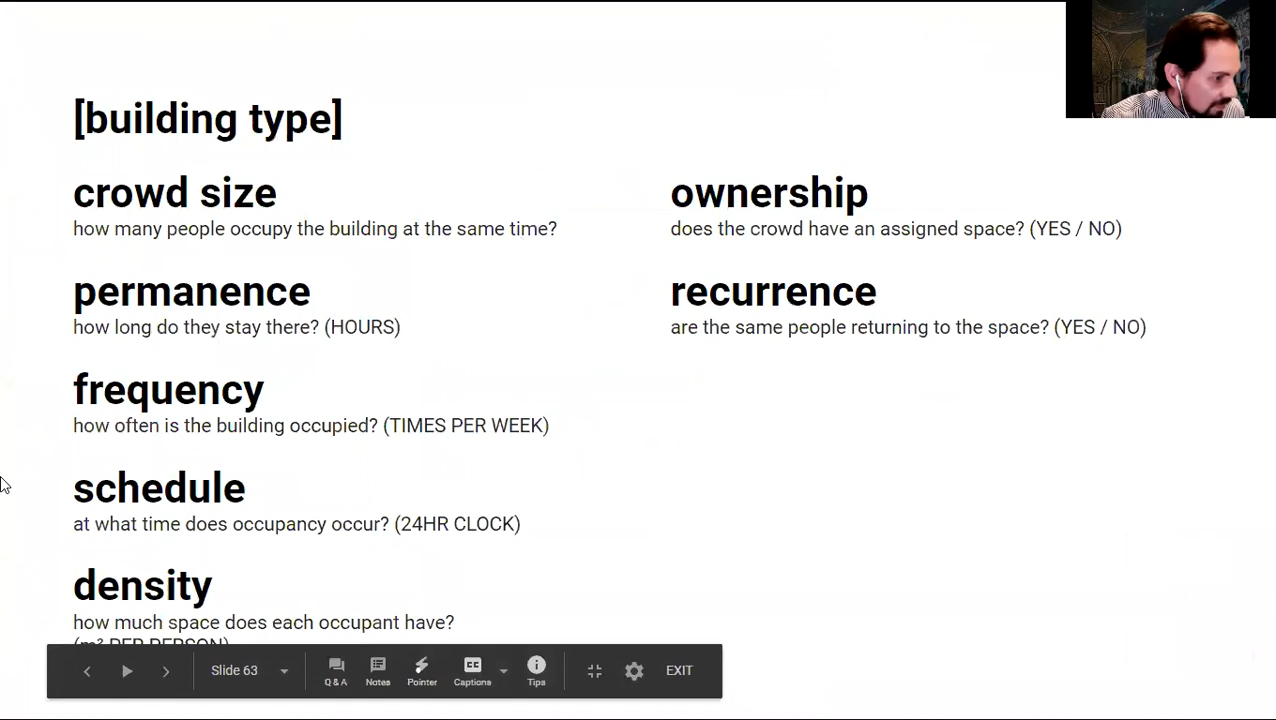 [building type]
crowd size
how many people occupy the building at the same time?
permanence
how long do they stay there? (HOURS)
frequency
how often is the building occupied? (TIMES PER WEEK)
schedule
at what time does occupancy occur? (24HR CLOCK)
density
how much space does each occupant have?
(m² PER PERSON)
ownership
does the crowd have an assigned space? (YES / NO)
recurrence
are the same people returning to the space? (YES / NO)
Slide 63
Q & A
Notes
Pointer
CC
Captions
Tips
EXIT